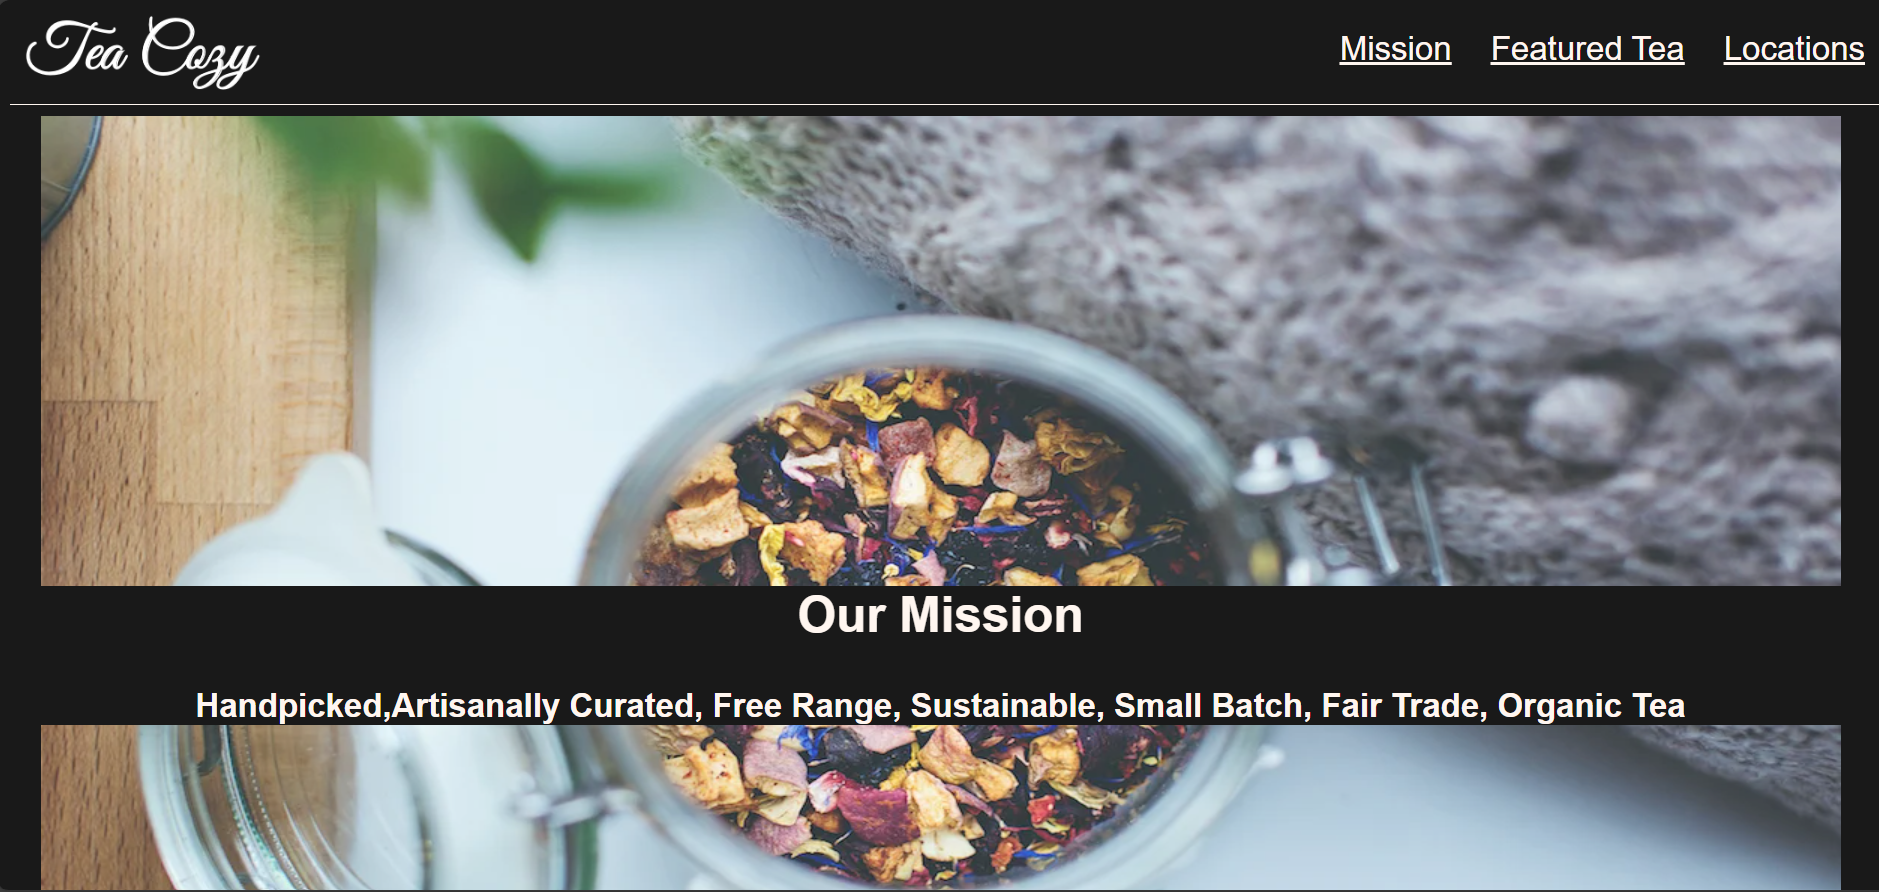 Tea Cozy
Mission Featured Tea Locations
Our Mission
Handpicked,Artisanally Curated, Free Range, Sustainable, Small Batch, Fair Trade, Organic Tea